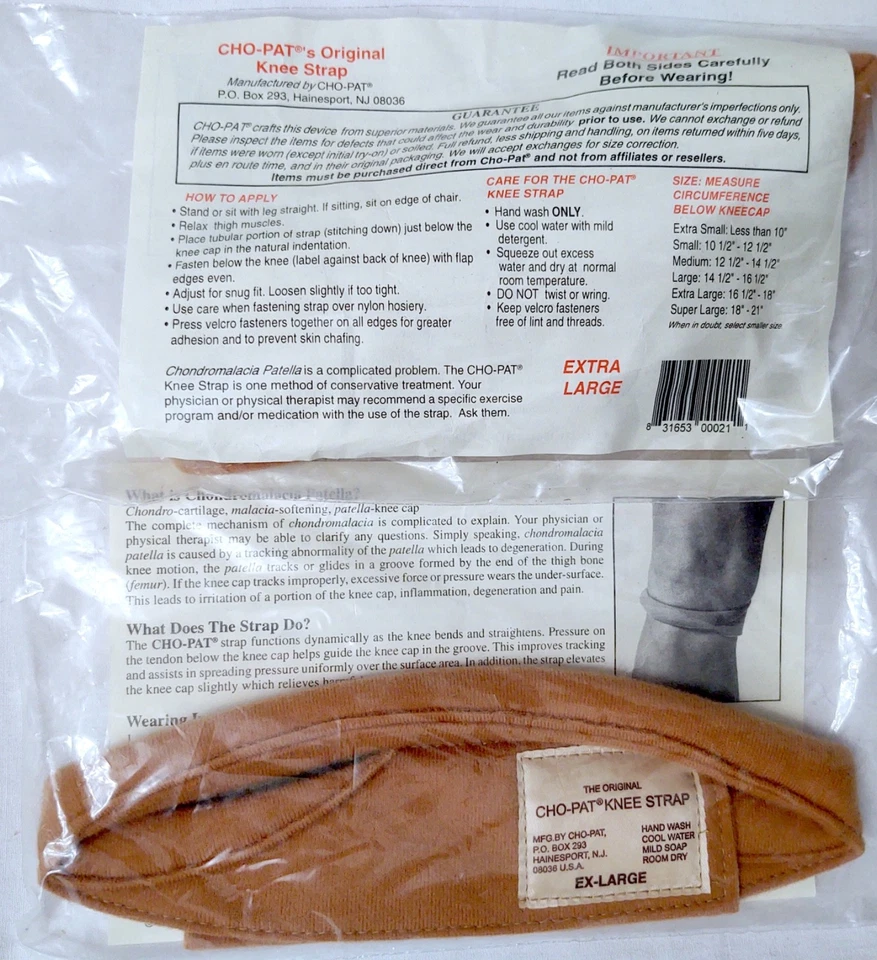 CHO-PAT®'s Original
Knee Strap
Manufactured by CHO-PAT®
P.O. Box 293, Hainesport, NJ 08036
IMPORTANT
Read Both Sides Carefully
Before Wearing!
GUARANTEE
CHO-PAT® crafts this device from superior materials. We guarantee all our items against manufacturer's imperfections only.
Please inspect the items for defects that could affect the wear and durability prior to use. We cannot exchange or refund
if items were worn (except initial try-on) or soiled. Full refund, less shipping and handling, on items returned within five days,
plus en route time, and in their original packaging. We will accept exchanges for size correction.
Items must be purchased direct from Cho-Pat® and not from affiliates or resellers.
HOW TO APPLY
• Stand or sit with leg straight. If sitting, sit on edge of chair.
• Relax thigh muscles.
• Place tubular portion of strap (stitching down) just below the
knee cap in the natural indentation.
• Fasten below the knee (label against back of knee) with flap
edges even.
• Adjust for snug fit. Loosen slightly if too tight.
• Use care when fastening strap over nylon hosiery.
• Press velcro fasteners together on all edges for greater
adhesion and to prevent skin chafing.
CARE FOR THE CHO-PAT®
KNEE STRAP
• Hand wash ONLY.
• Use cool water with mild
detergent.
• Squeeze out excess
water and dry at normal
room temperature.
• DO NOT twist or wring.
• Keep velcro fasteners
free of lint and threads.
SIZE: MEASURE
CIRCUMFERENCE
BELOW KNEECAP
Extra Small: Less than 10"
Small: 10 1/2" - 12 1/2"
Medium: 12 1/2" - 14 1/2"
Large: 14 1/2" - 16 1/2"
Extra Large: 16 1/2" - 18"
Super Large: 18" - 21"
When in doubt, select smaller size
Chondromalacia Patella is a complicated problem. The CHO-PAT®
Knee Strap is one method of conservative treatment. Your
physician or physical therapist may recommend a specific exercise
program and/or medication with the use of the strap. Ask them.
EXTRA
LARGE
8 31653 00021 1
What is Chondromalacia Patella?
Chondro-cartilage, malacia-softening, patella-knee cap
The complete mechanism of chondromalacia is complicated to explain. Your physician or
physical therapist may be able to clarify any questions. Simply speaking, chondromalacia
patella is caused by a tracking abnormality of the patella which leads to degeneration. During
knee motion, the patella tracks or glides in a groove formed by the end of the thigh bone
(femur). If the knee cap tracks improperly, excessive force or pressure wears the under-surface.
This leads to irritation of a portion of the knee cap, inflammation, degeneration and pain.
What Does The Strap Do?
The CHO-PAT® strap functions dynamically as the knee bends and straightens. Pressure on
the tendon below the knee cap helps guide the knee cap in the groove. This improves tracking
and assists in spreading pressure uniformly over the surface area. In addition, the strap elevates
the knee cap slightly which relieves
Wearing
THE ORIGINAL
CHO-PAT® KNEE STRAP
MFG.BY CHO-PAT,
P.O. BOX 293
HAINESPORT, N.J.
08036 U.S.A.
HAND WASH
COOL WATER
MILD SOAP
ROOM DRY
EX-LARGE